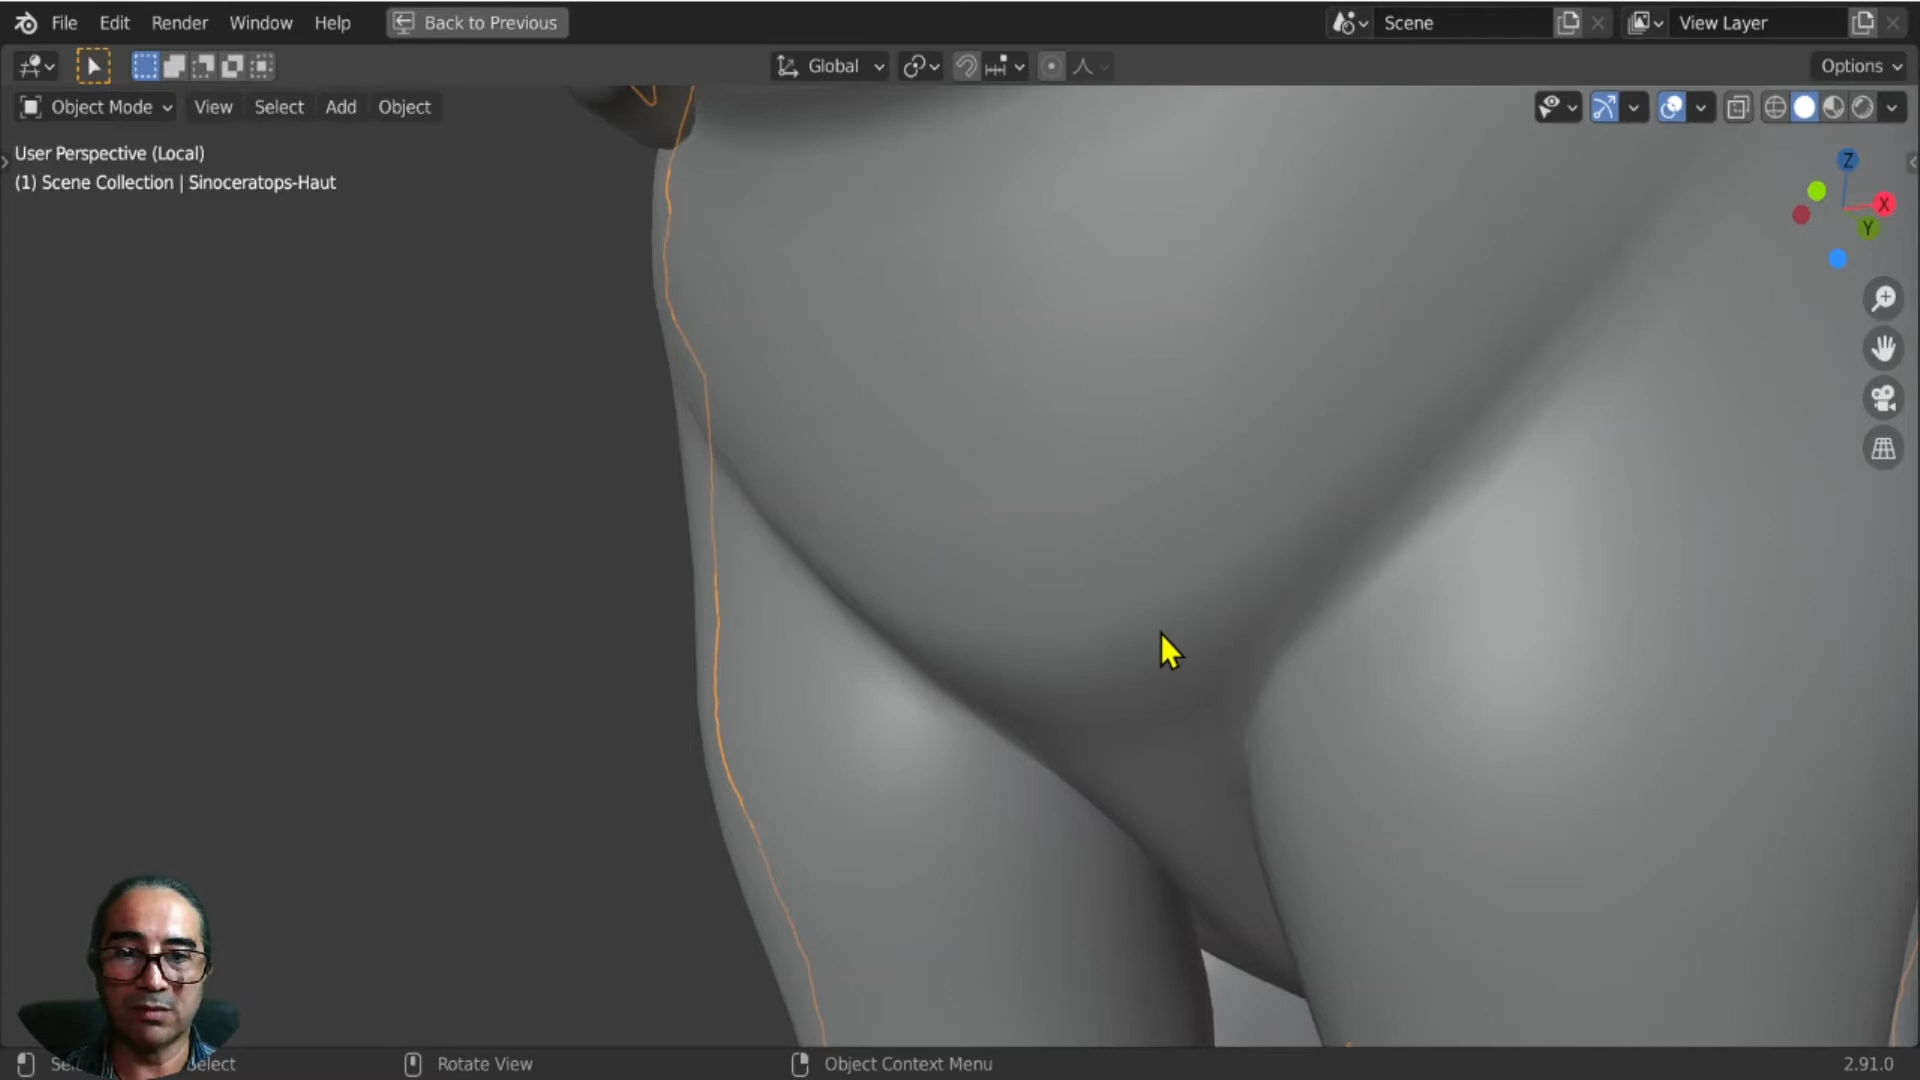 File Edit Render Window Help Back to Previous Scene View Layer
Global Options
Object Mode View Select Add Object
User Perspective (Local)
(1) Scene Collection | Sinoceratops-Haut
Z
X
Y
Rotate View Object Context Menu 2.91.0